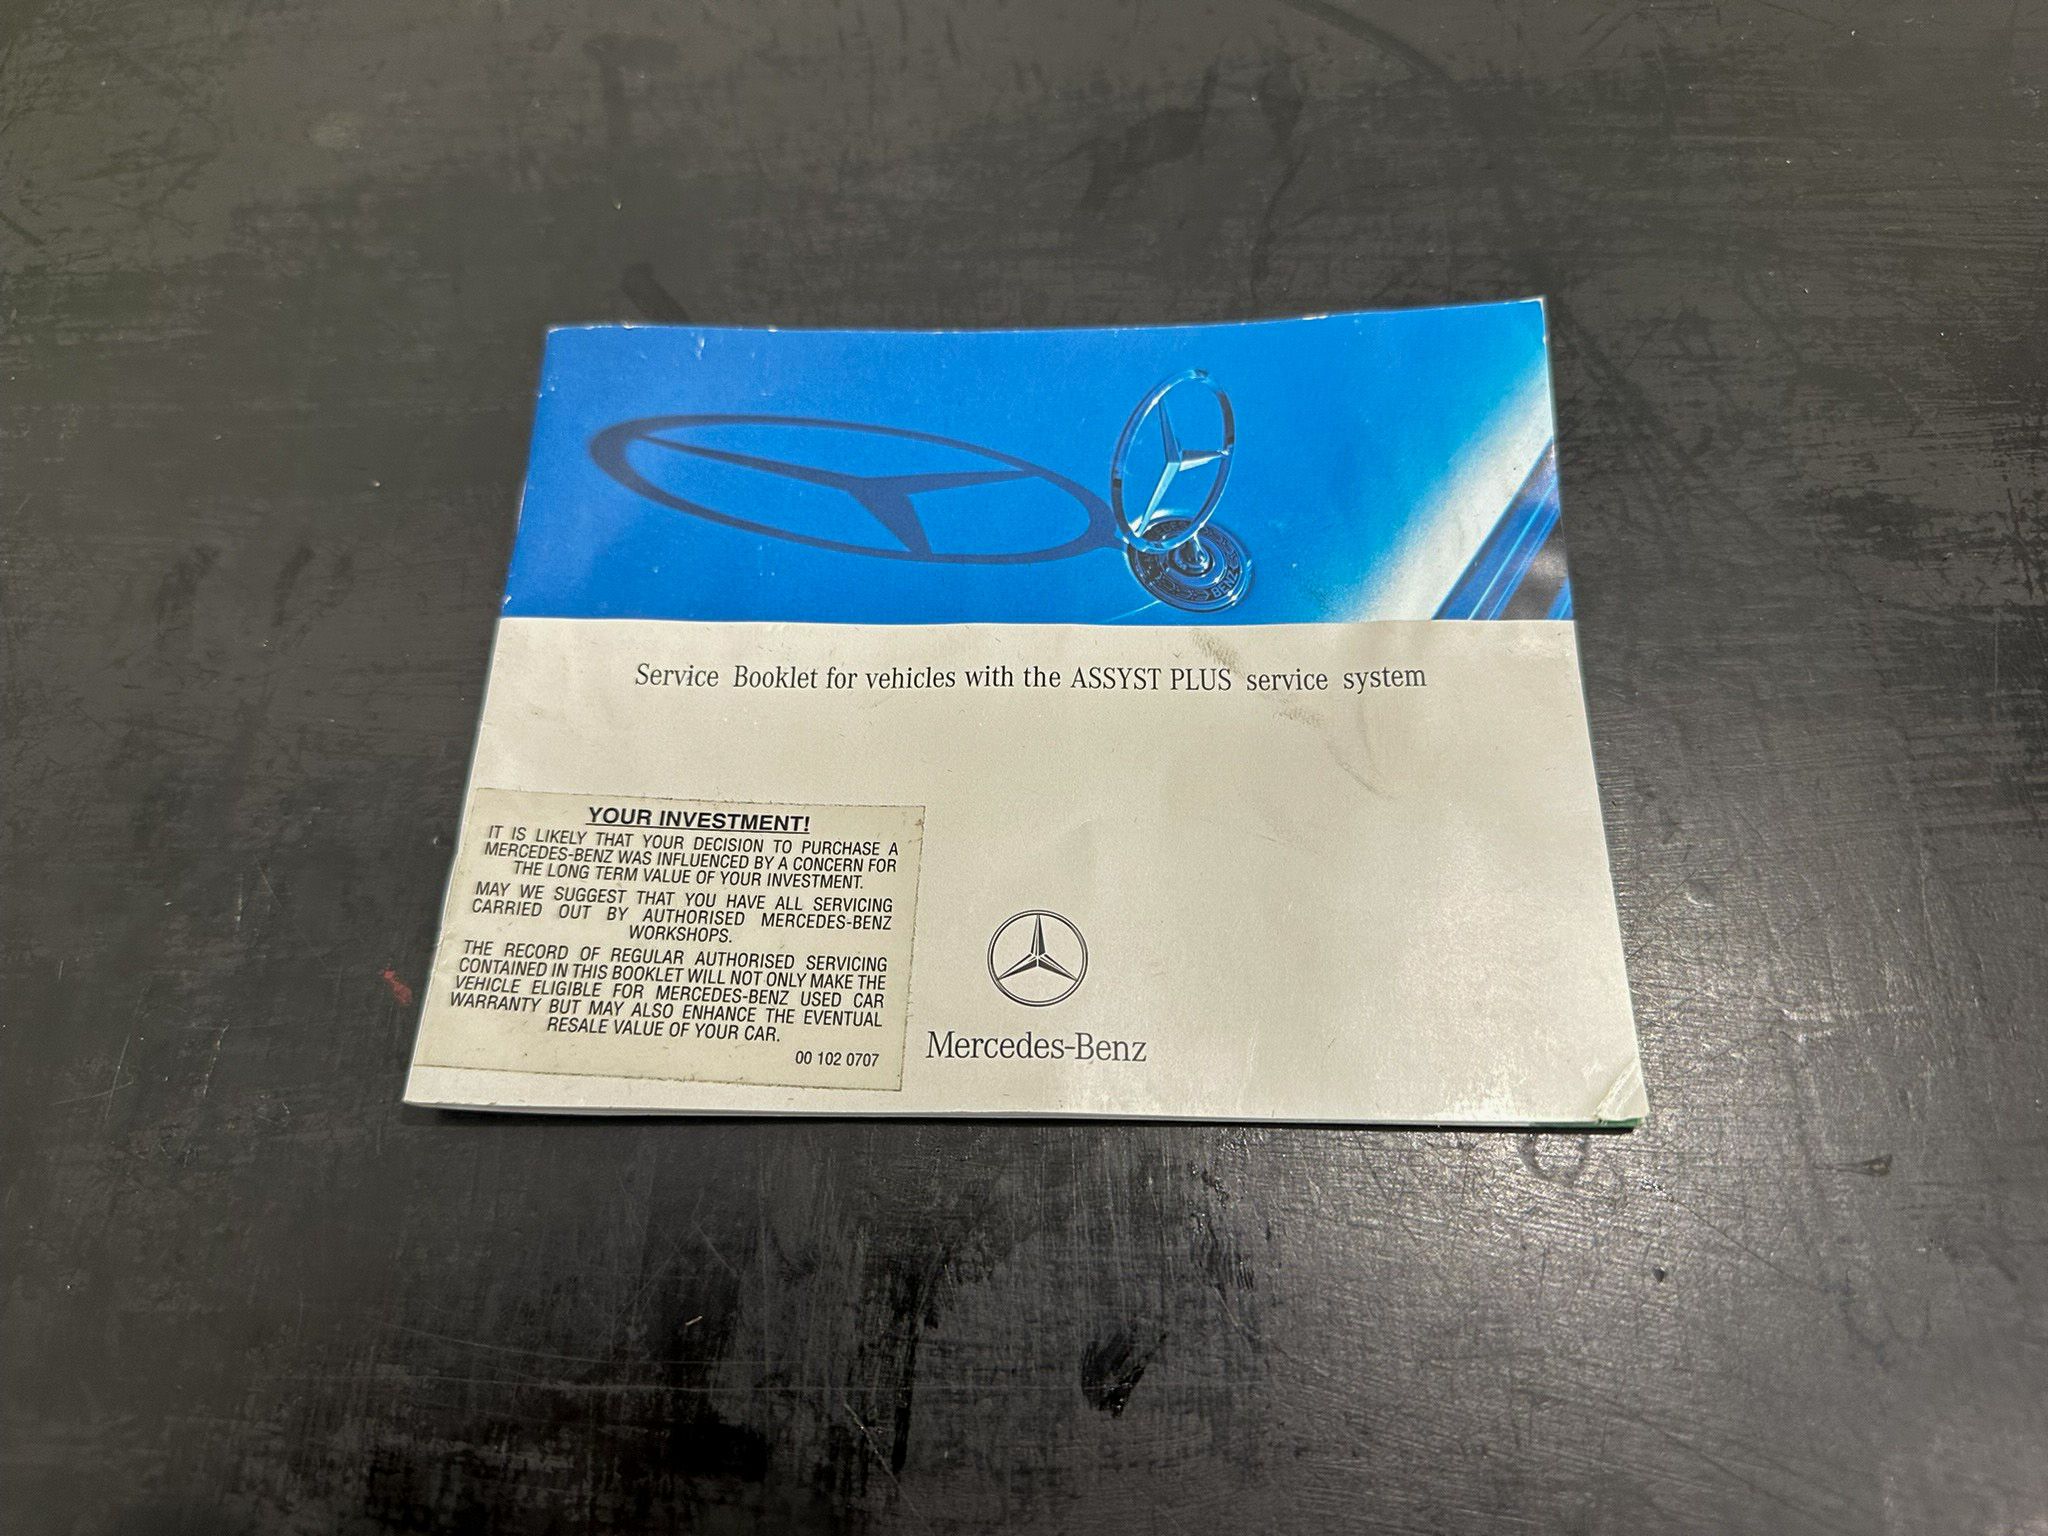 BENZ
Service Booklet for vehicles with the ASSYST PLUS service system
YOUR INVESTMENT!
IT IS LIKELY THAT YOUR DECISION TO PURCHASE A
MERCEDES-BENZ WAS INFLUENCED BY A CONCERN FOR
THE LONG TERM VALUE OF YOUR INVESTMENT.
MAY WE SUGGEST THAT YOU HAVE ALL SERVICING
CARRIED OUT BY AUTHORISED MERCEDES-BENZ
WORKSHOPS.
THE RECORD OF REGULAR AUTHORISED SERVICING
CONTAINED IN THIS BOOKLET WILL NOT ONLY MAKE THE
VEHICLE ELIGIBLE FOR MERCEDES-BENZ USED CAR
WARRANTY BUT MAY ALSO ENHANCE THE EVENTUAL
RESALE VALUE OF YOUR CAR.
00 102 0707
Mercedes-Benz